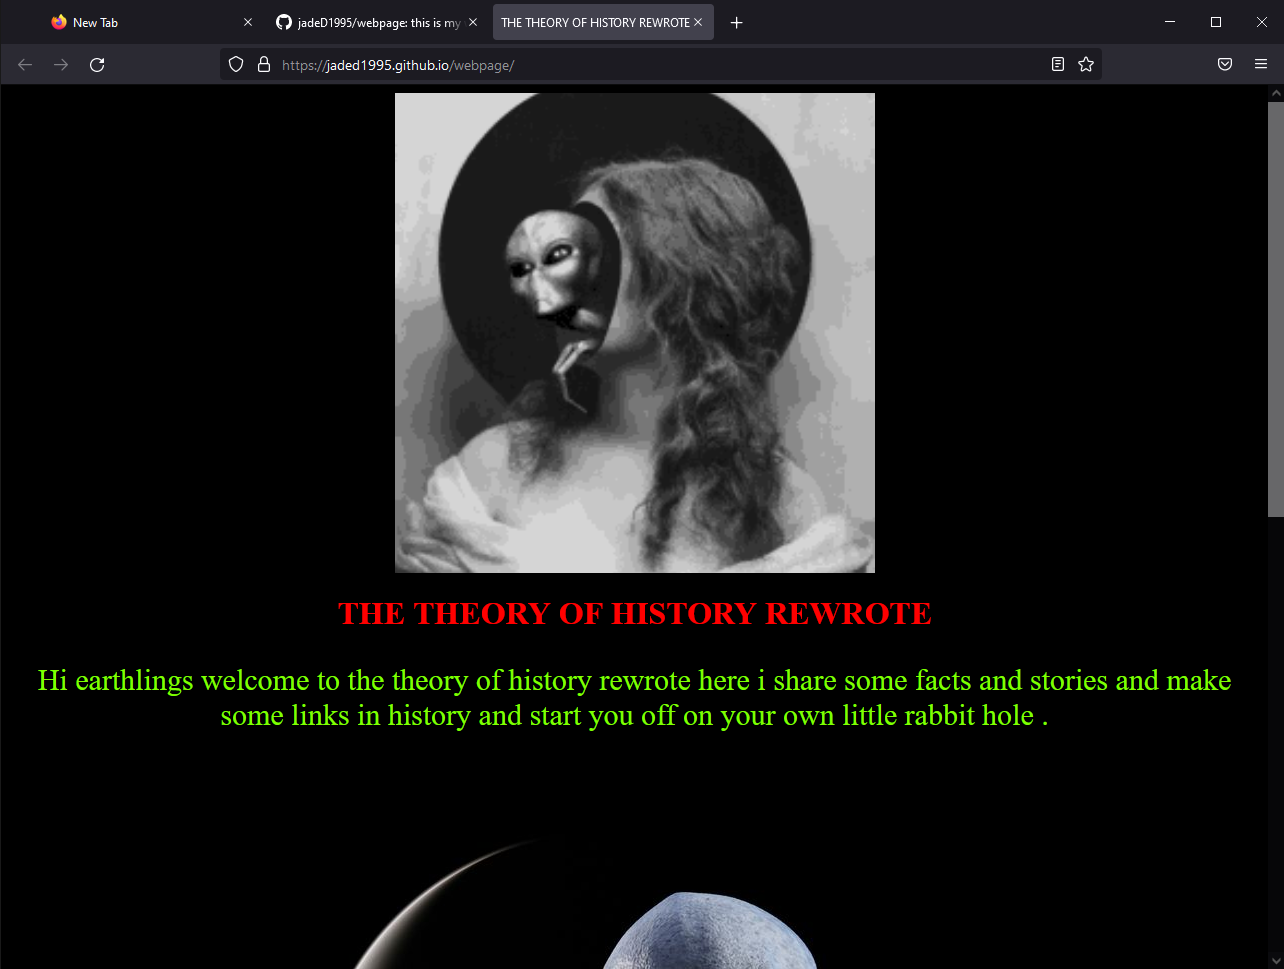 New Tab
jadeD1995/webpage: this is my
THE THEORY OF HISTORY REWROTE
https://jaded1995.github.io/webpage/
THE THEORY OF HISTORY REWROTE
Hi earthlings welcome to the theory of history rewrote here i share some facts and stories and make
some links in history and start you off on your own little rabbit hole .